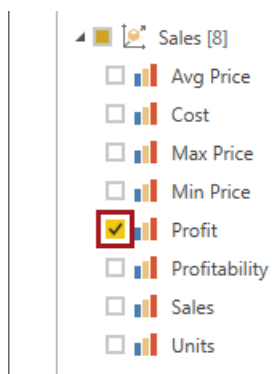 Sales [8]
Avg Price
Cost
Max Price
Min Price
Profit
Profitability
Sales
Units